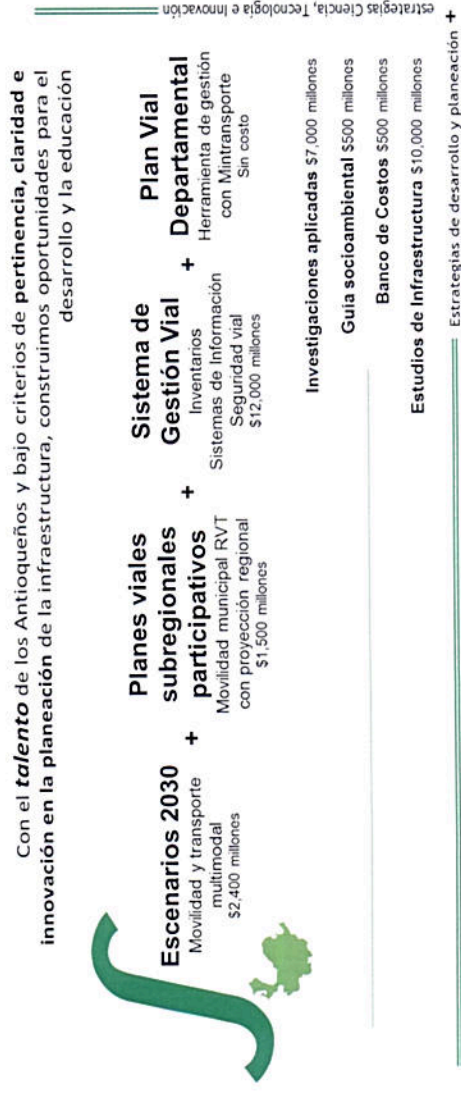 Con el talento de los Antioqueños y bajo criterios de pertinencia, claridad e
innovación en la planeación de la infraestructura, construimos oportunidades para el
desarrollo y la educación
Escenarios 2030
Movilidad y transporte
multimodal
$2,400 millones
+
Planes viales
subregionales
participativos
Movilidad municipal RVT
con proyección regional
$1,500 millones
+
Sistema de
Gestión Vial
Inventarios
Sistemas de Información
Seguridad vial
$12,000 millones
+
Plan Vial
Departamental
Herramienta de gestión
con Mintransporte
Sin costo
Investigaciones aplicadas $7,000 millones
Guia socioambiental $500 millones
Banco de Costos $500 millones
Estudios de Infraestructura $10,000 millones
Estrategias de desarrollo y planeación +
estrategias Ciencia, Tecnología e Innovación